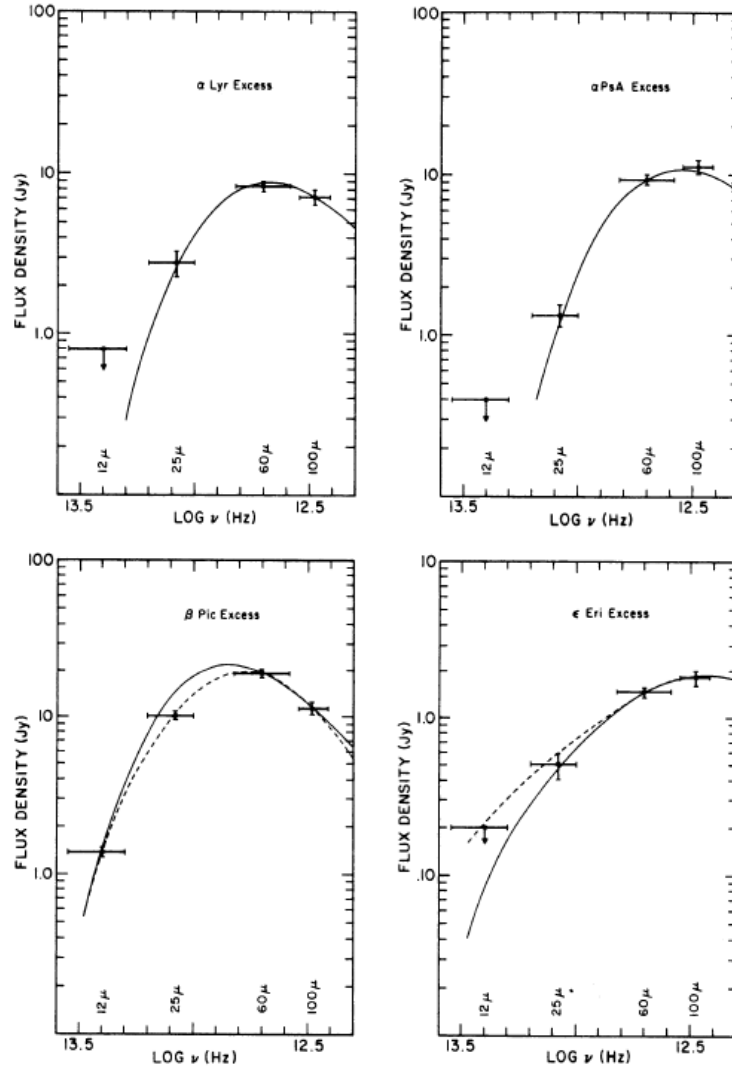 100
α Lyr Excess
10
1.0
FLUX DENSITY (Jy)
12μ
25μ
60μ
100μ
13.5
12.5
LOG ν (Hz)
100
αPsA Excess
10
1.0
FLUX DENSITY (Jy)
12μ
25μ
60μ
100μ
13.5
12.5
LOG ν (Hz)
100
β Pic Excess
10
1.0
FLUX DENSITY (Jy)
12μ
25μ
60μ
100μ
13.5
12.5
LOG ν (Hz)
10
ϵ Eri Excess
1.0
.10
FLUX DENSITY (Jy)
12μ
25μ
60μ
100μ
13.5
12.5
LOG ν (Hz)